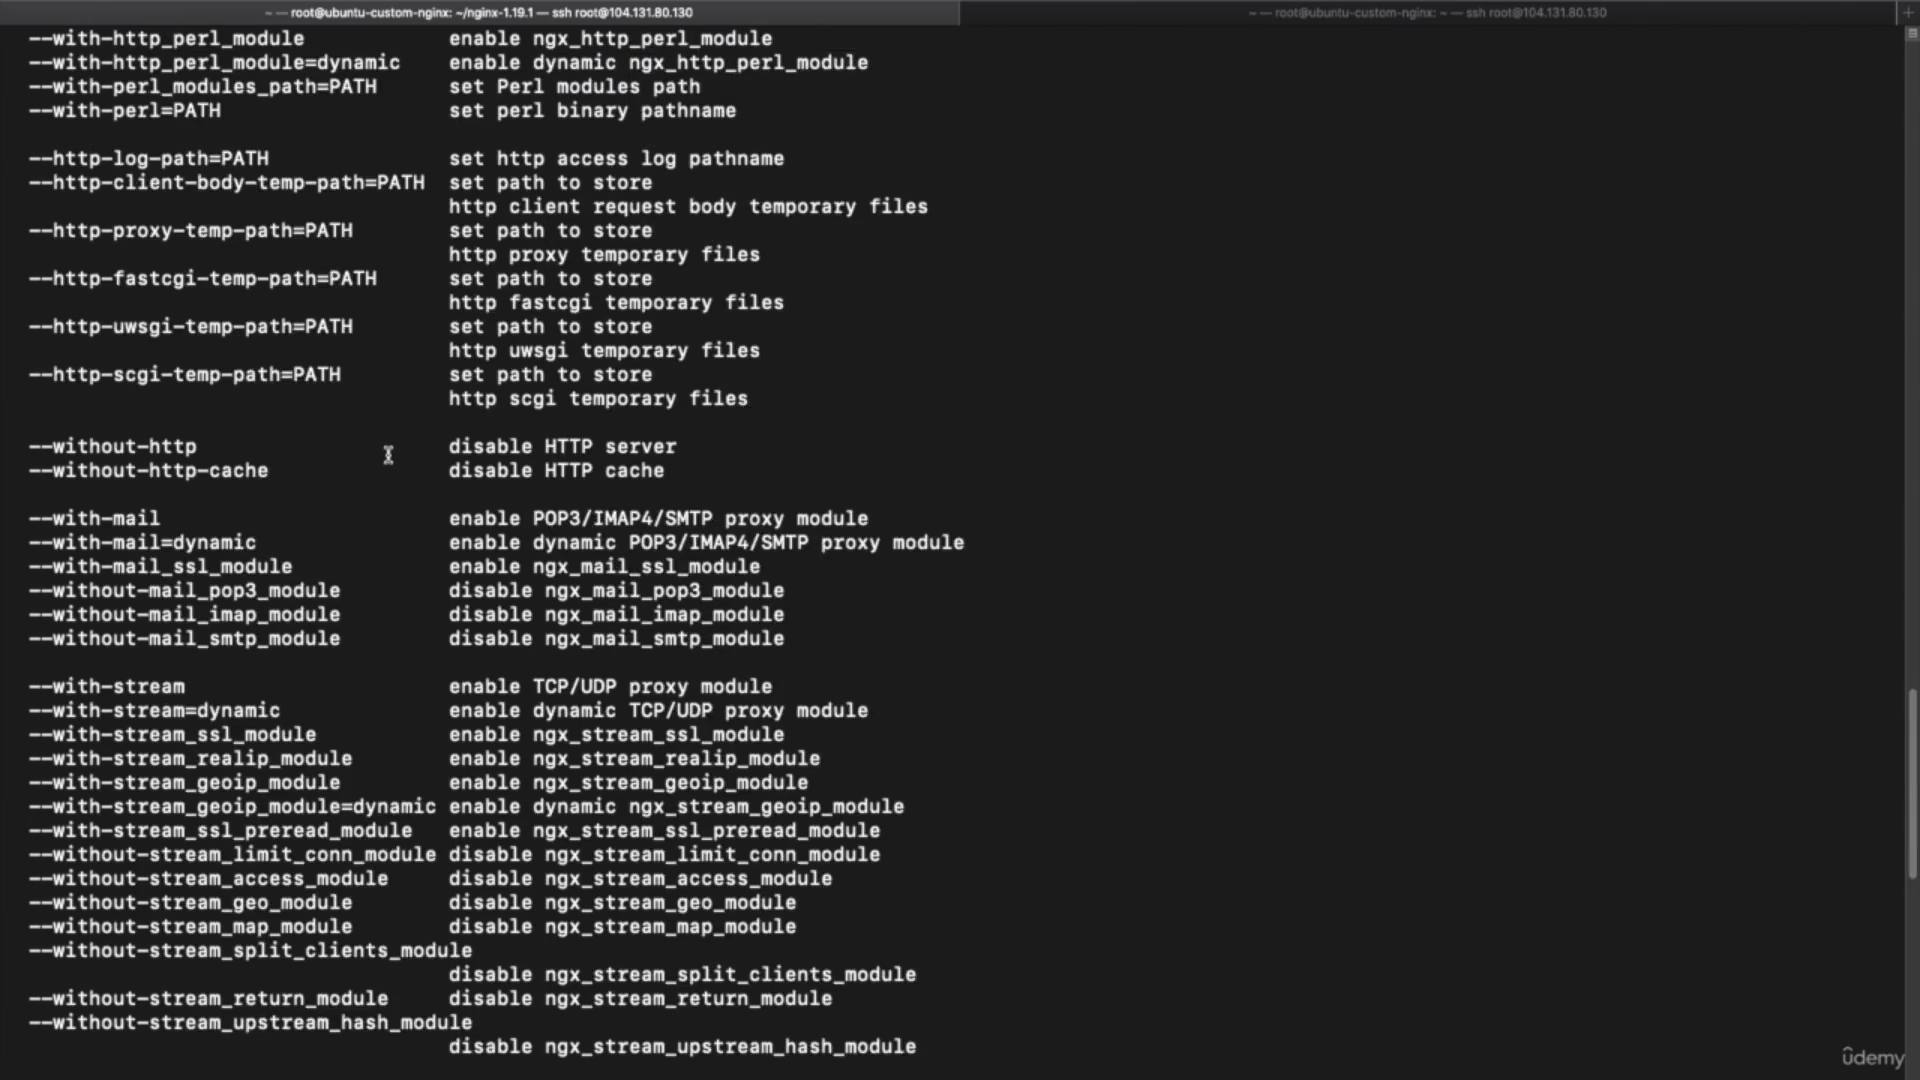 ~ — root@ubuntu-custom-nginx: ~/nginx-1.19.1 — ssh root@104.131.80.130
~ — root@ubuntu-custom-nginx: ~ — ssh root@104.131.80.130
+
--with-http_perl_module enable ngx_http_perl_module
--with-http_perl_module=dynamic enable dynamic ngx_http_perl_module
--with-perl_modules_path=PATH set Perl modules path
--with-perl=PATH set perl binary pathname
--http-log-path=PATH set http access log pathname
--http-client-body-temp-path=PATH set path to store
http client request body temporary files
--http-proxy-temp-path=PATH set path to store
http proxy temporary files
--http-fastcgi-temp-path=PATH set path to store
http fastcgi temporary files
--http-uwsgi-temp-path=PATH set path to store
http uwsgi temporary files
--http-scgi-temp-path=PATH set path to store
http scgi temporary files
--without-http disable HTTP server
--without-http-cache disable HTTP cache
--with-mail enable POP3/IMAP4/SMTP proxy module
--with-mail=dynamic enable dynamic POP3/IMAP4/SMTP proxy module
--with-mail_ssl_module enable ngx_mail_ssl_module
--without-mail_pop3_module disable ngx_mail_pop3_module
--without-mail_imap_module disable ngx_mail_imap_module
--without-mail_smtp_module disable ngx_mail_smtp_module
--with-stream enable TCP/UDP proxy module
--with-stream=dynamic enable dynamic TCP/UDP proxy module
--with-stream_ssl_module enable ngx_stream_ssl_module
--with-stream_realip_module enable ngx_stream_realip_module
--with-stream_geoip_module enable ngx_stream_geoip_module
--with-stream_geoip_module=dynamic enable dynamic ngx_stream_geoip_module
--with-stream_ssl_preread_module enable ngx_stream_ssl_preread_module
--without-stream_limit_conn_module disable ngx_stream_limit_conn_module
--without-stream_access_module disable ngx_stream_access_module
--without-stream_geo_module disable ngx_stream_geo_module
--without-stream_map_module disable ngx_stream_map_module
--without-stream_split_clients_module
disable ngx_stream_split_clients_module
--without-stream_return_module disable ngx_stream_return_module
--without-stream_upstream_hash_module
disable ngx_stream_upstream_hash_module
udemy